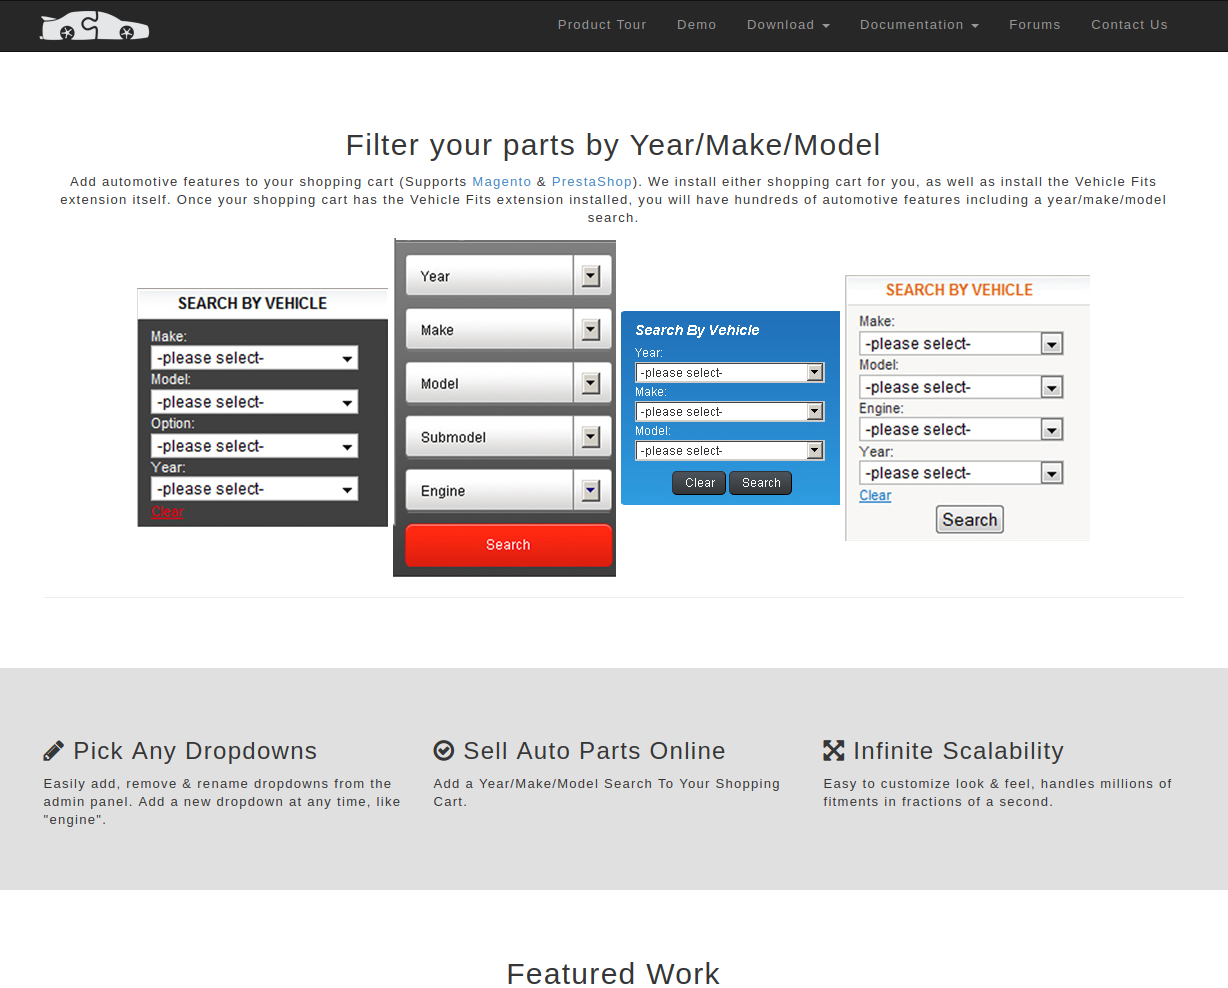 Product Tour
Demo
Download
Documentation
Forums
Contact Us
Filter your parts by Year/Make/Model
Add automotive features to your shopping cart (Supports Magento & PrestaShop). We install either shopping cart for you, as well as install the Vehicle Fits
extension itself. Once your shopping cart has the Vehicle Fits extension installed, you will have hundreds of automotive features including a year/make/model
search.
SEARCH BY VEHICLE
Make:
-please select-
Model:
-please select-
Option:
-please select-
Year:
-please select-
Clear
Year
Make
Model
Submodel
Engine
Search
Search By Vehicle
Year:
-please select-
Make:
-please select-
Model:
-please select-
Clear
Search
SEARCH BY VEHICLE
Make:
-please select-
Model:
-please select-
Engine:
-please select-
Year:
-please select-
Clear
Search
Pick Any Dropdowns
Easily add, remove & rename dropdowns from the
admin panel. Add a new dropdown at any time, like
"engine".
Sell Auto Parts Online
Add a Year/Make/Model Search To Your Shopping
Cart.
Infinite Scalability
Easy to customize look & feel, handles millions of
fitments in fractions of a second.
Featured Work